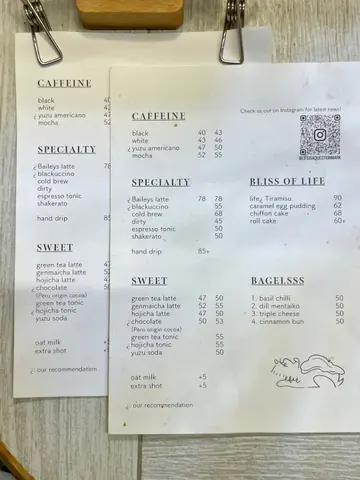 CAFFEINE
black 40
white 43
¿ yuzu americano 47
mocha 52
SPECIALTY
¿ Baileys latte 78
¿ blackuccino
cold brew
dirty
espresso tonic
shakerato
hand drip 85
SWEET
green tea latte
genmaicha latte
hojicha latte
¿ chocolate
(Peru origin cocoa)
green tea tonic
¿ hojicha tonic
yuzu soda
oat milk
extra shot
¿ our recommendation
Check us out on Instagram for latest news!
CAFFEINE
black 40 43
white 43 46
¿ yuzu americano 47 50
mocha 52 55
SPECIALTY
¿ Baileys latte 78 78
¿ blackuccino 55
cold brew 68
dirty 45
espresso tonic 50
shakerato 50
hand drip 85+
BLISS OF LIFE
life¿ Tiramisu 90
caramel egg pudding 62
chiffon cake 68
roll cake 60+
SWEET
green tea latte 47 50
genmaicha latte 52 55
hojicha latte 47 50
¿ chocolate 50 53
(Peru origin cocoa)
green tea tonic 55
¿ hojicha tonic 55
yuzu soda 50
oat milk +5
extra shot +5
¿ our recommendation
BAGELSSS
1. basil chilli 50
2. dill mentaiko 50
3. triple cheese 50
4. cinnamon bun 50